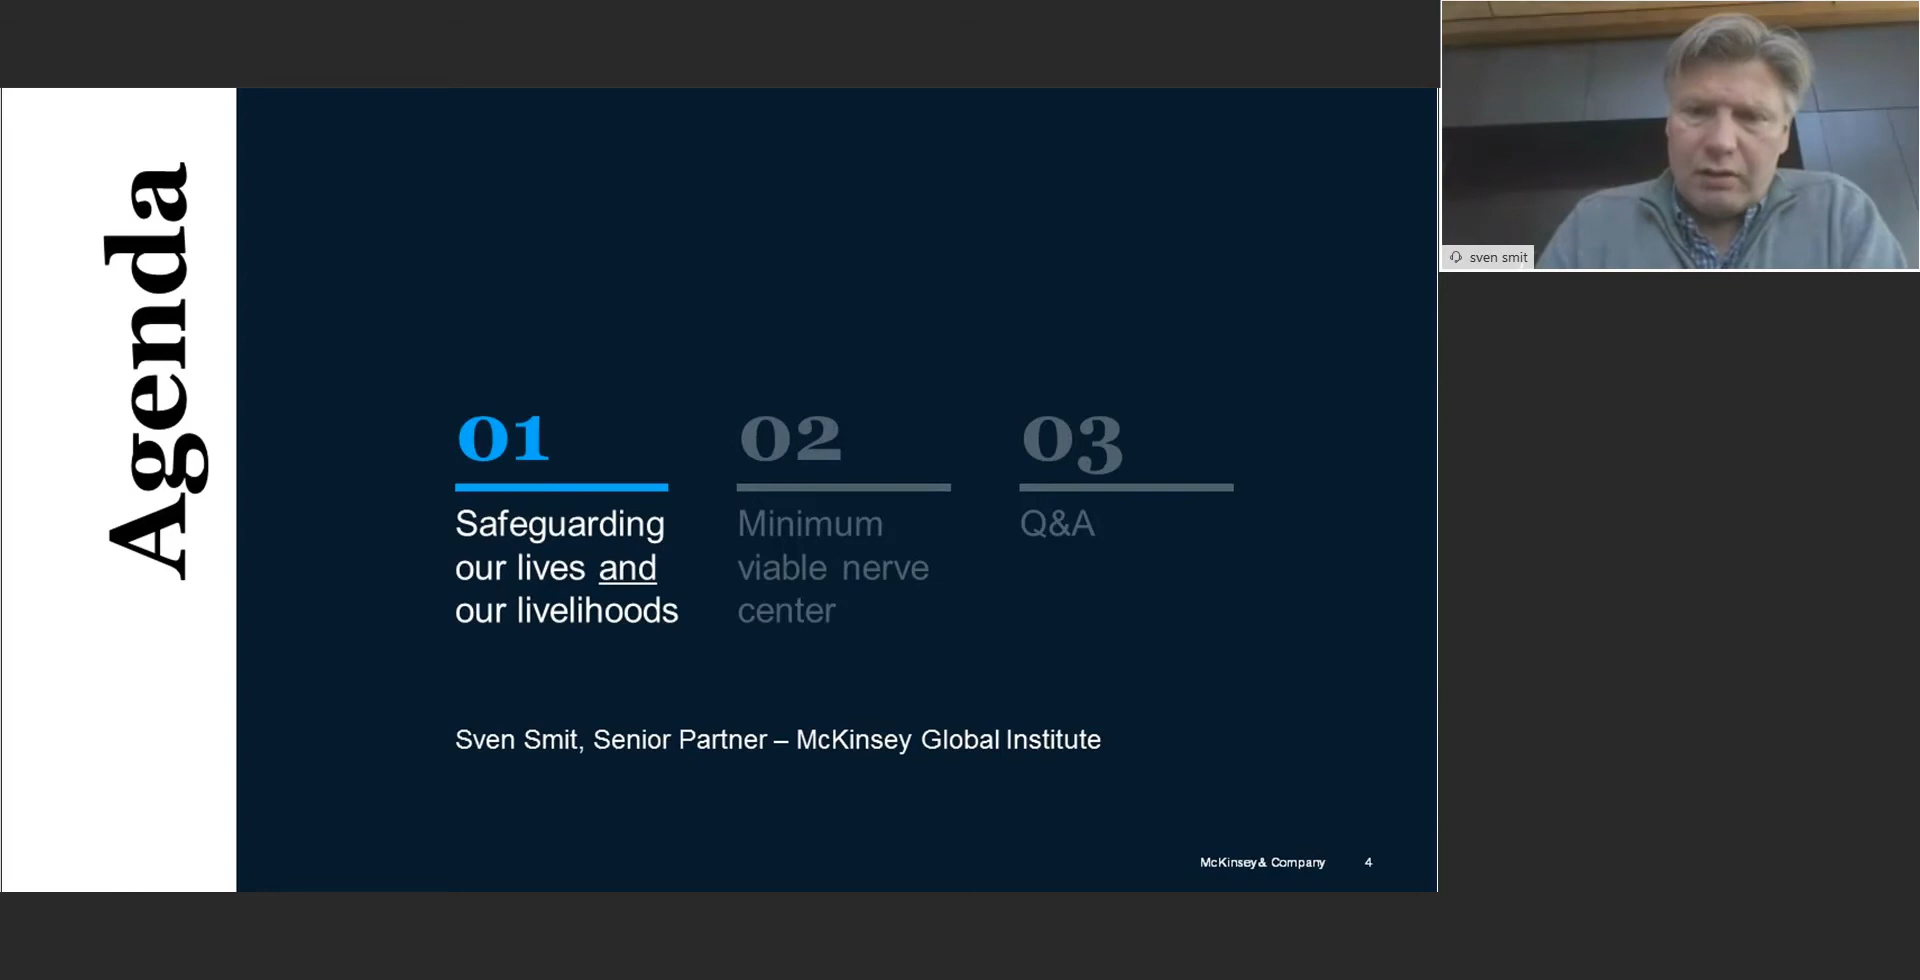 Agenda
01
Safeguarding
our lives and
our livelihoods
02
Minimum
viable nerve
center
03
Q&A
Sven Smit, Senior Partner – McKinsey Global Institute
McKinsey & Company 4
sven smit